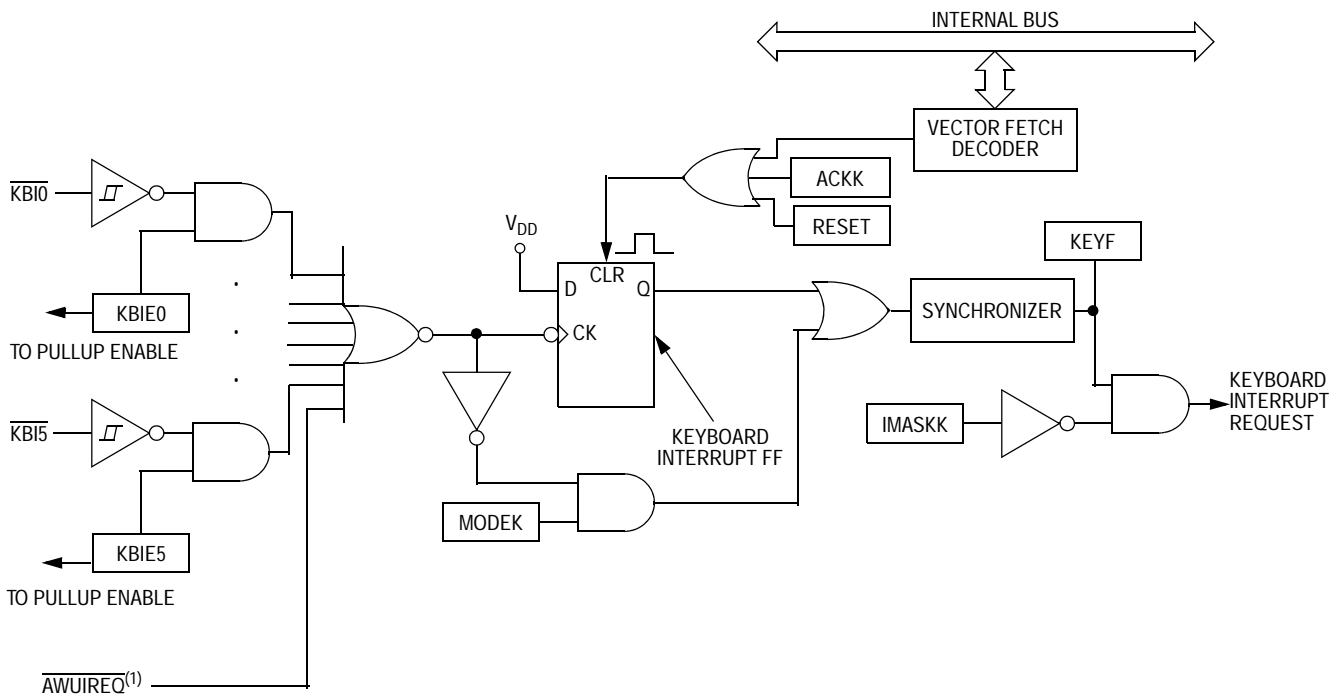 INTERNAL BUS
VECTOR FETCH
DECODER
ACKK
RESET
KBI0
VDD
KEYF
CLR
D
Q
CK
SYNCHRONIZER
KBIE0
TO PULLUP ENABLE
KBI5
KEYBOARD
INTERRUPT FF
IMASKK
KEYBOARD
INTERRUPT
REQUEST
MODEK
KBIE5
TO PULLUP ENABLE
AWUIREQ(1)